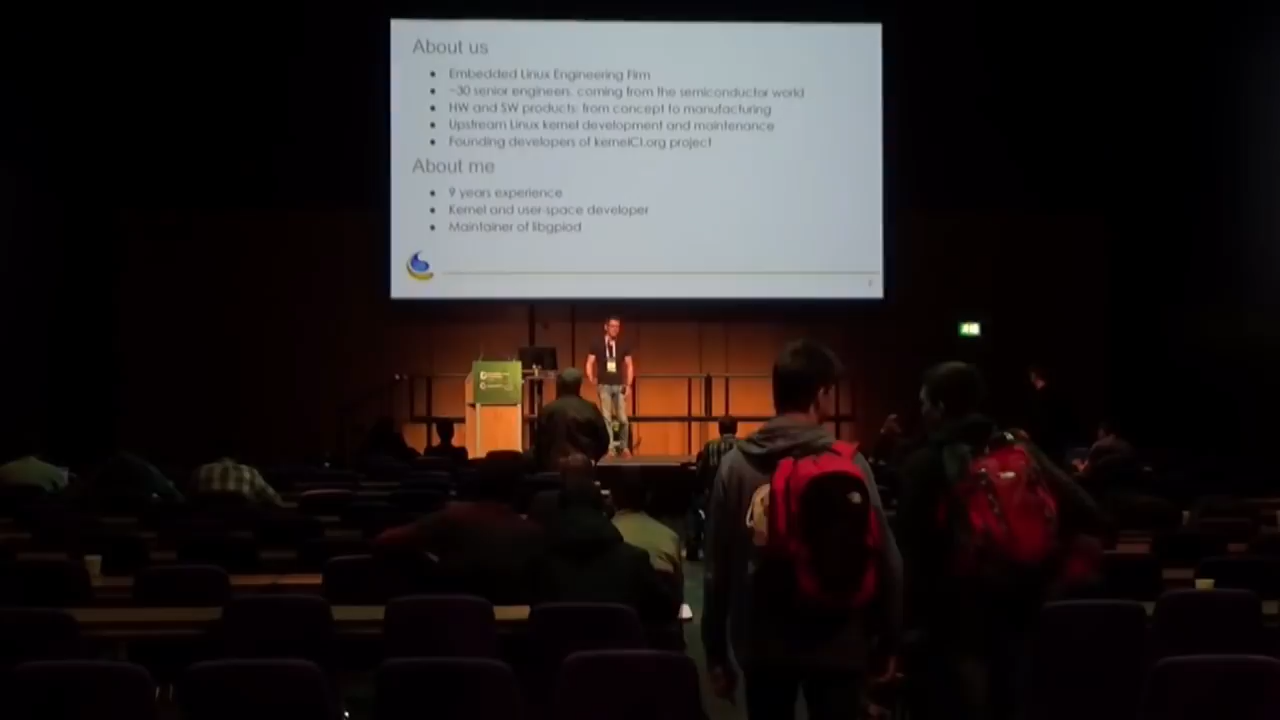 About us
Embedded Linux Engineering Firm
~30 senior engineers, coming from the semiconductor world
HW and SW products: from concept to manufacturing
Upstream Linux kernel development and maintenance
Founding developers of kernelCI.org project
About me
9 years experience
Kernel and user-space developer
Maintainer of libgpiod